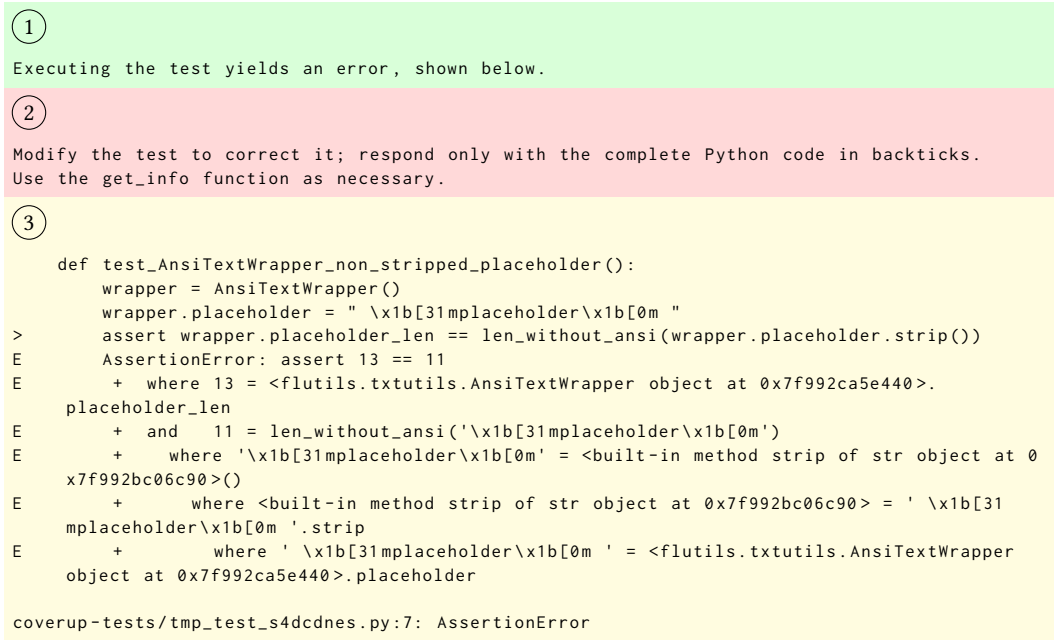 1
Executing the test yields an error, shown below.
2
Modify the test to correct it; respond only with the complete Python code in backticks.
Use the get_info function as necessary.
3
    def test_AnsiTextWrapper_non_stripped_placeholder():
        wrapper = AnsiTextWrapper()
        wrapper.placeholder = " \x1b[31mplaceholder\x1b[0m "
>       assert wrapper.placeholder_len == len_without_ansi(wrapper.placeholder.strip())
E       AssertionError: assert 13 == 11
E        +  where 13 = <flutils.txtutils.AnsiTextWrapper object at 0x7f992ca5e440>.
placeholder_len
E        +  and   11 = len_without_ansi('\x1b[31mplaceholder\x1b[0m')
E        +    where '\x1b[31mplaceholder\x1b[0m' = <built-in method strip of str object at 0
x7f992bc06c90>()
E        +      where <built-in method strip of str object at 0x7f992bc06c90> = ' \x1b[31
mplaceholder\x1b[0m '.strip
E        +        where ' \x1b[31mplaceholder\x1b[0m ' = <flutils.txtutils.AnsiTextWrapper
object at 0x7f992ca5e440>.placeholder
coverup-tests/tmp_test_s4dcdnes.py:7: AssertionError